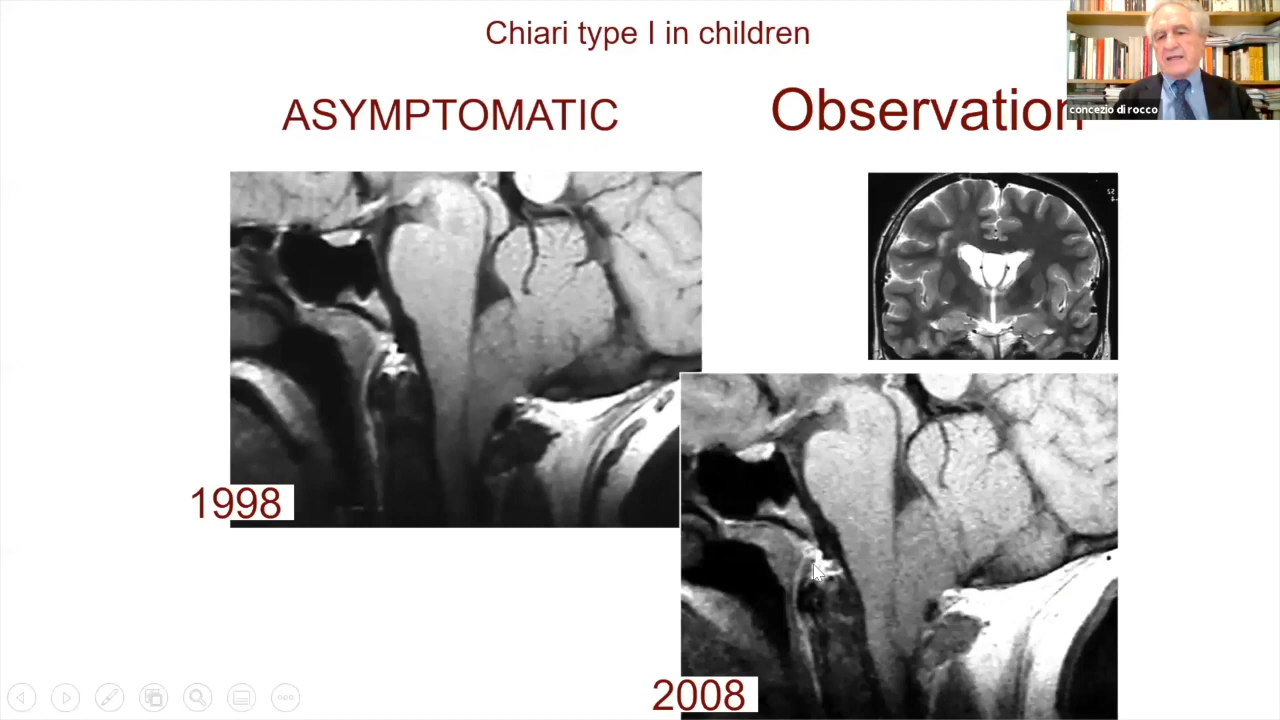 Chiari type I in children
ASYMPTOMATIC
Observation
concezio di rocco
1998
2008